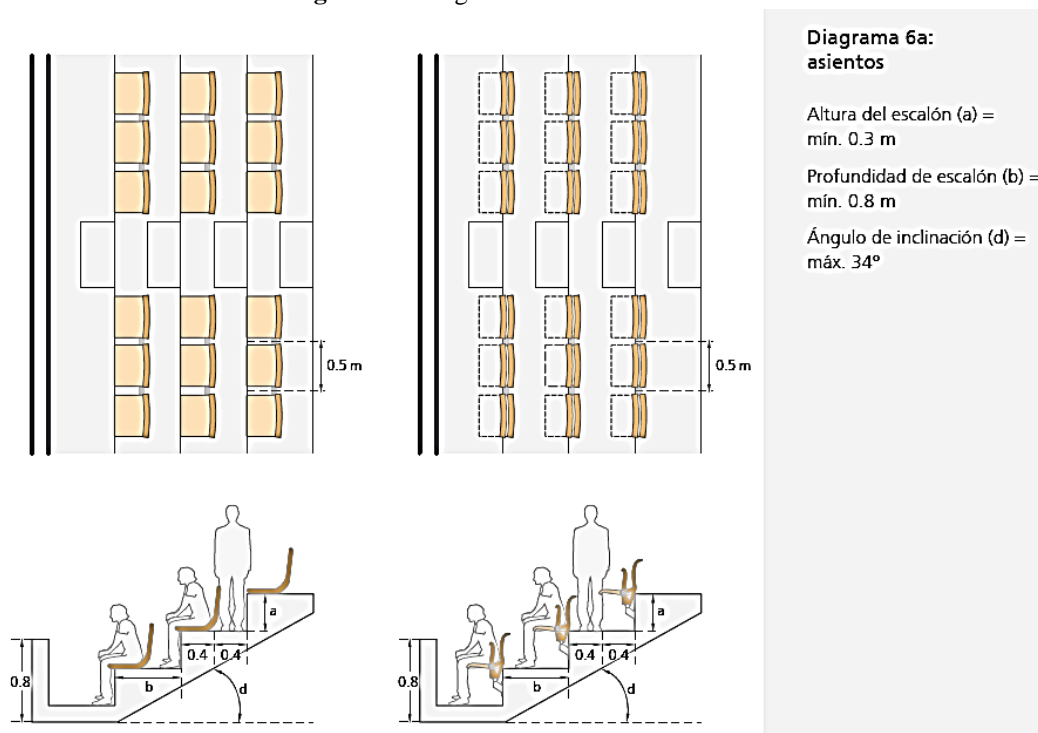 Diagrama 6a:
asientos
Altura del escalón (a) =
mín. 0.3 m
Profundidad de escalón (b) =
mín. 0.8 m
Ángulo de inclinación (d) =
máx. 34º
0.5 m
0.5 m
a
0.4 0.4
0.8
b
d
a
0.4 0.4
0.8
b
d